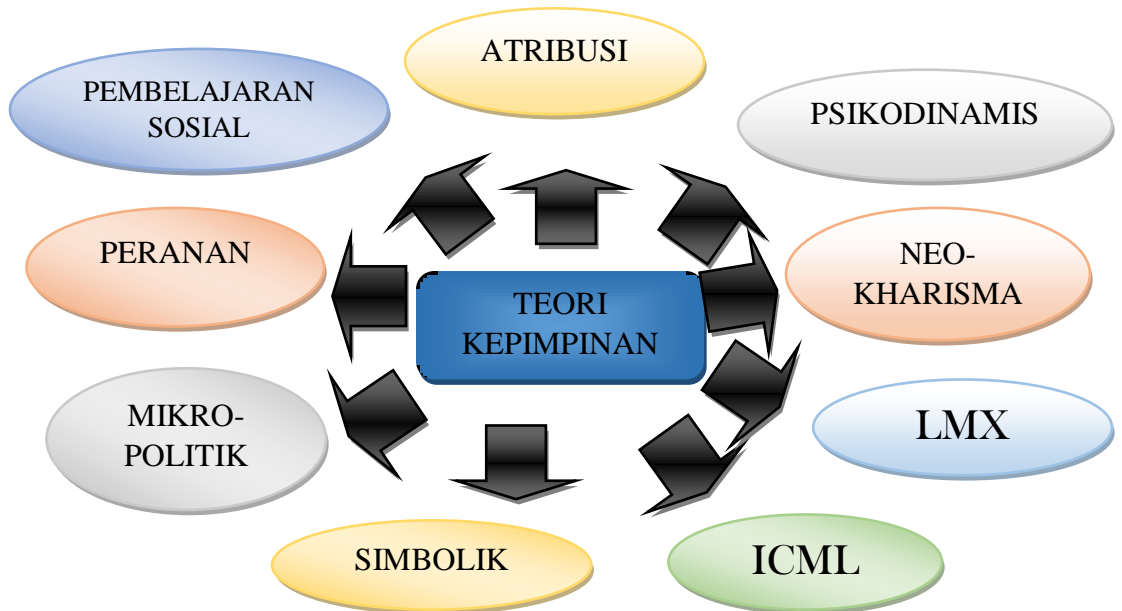 ATRIBUSI
PEMBELAJARAN
SOSIAL
PSIKODINAMIS
PERANAN
NEO-
KHARISMA
TEORI
KEPIMPINAN
MIKRO-
POLITIK
LMX
SIMBOLIK
ICML